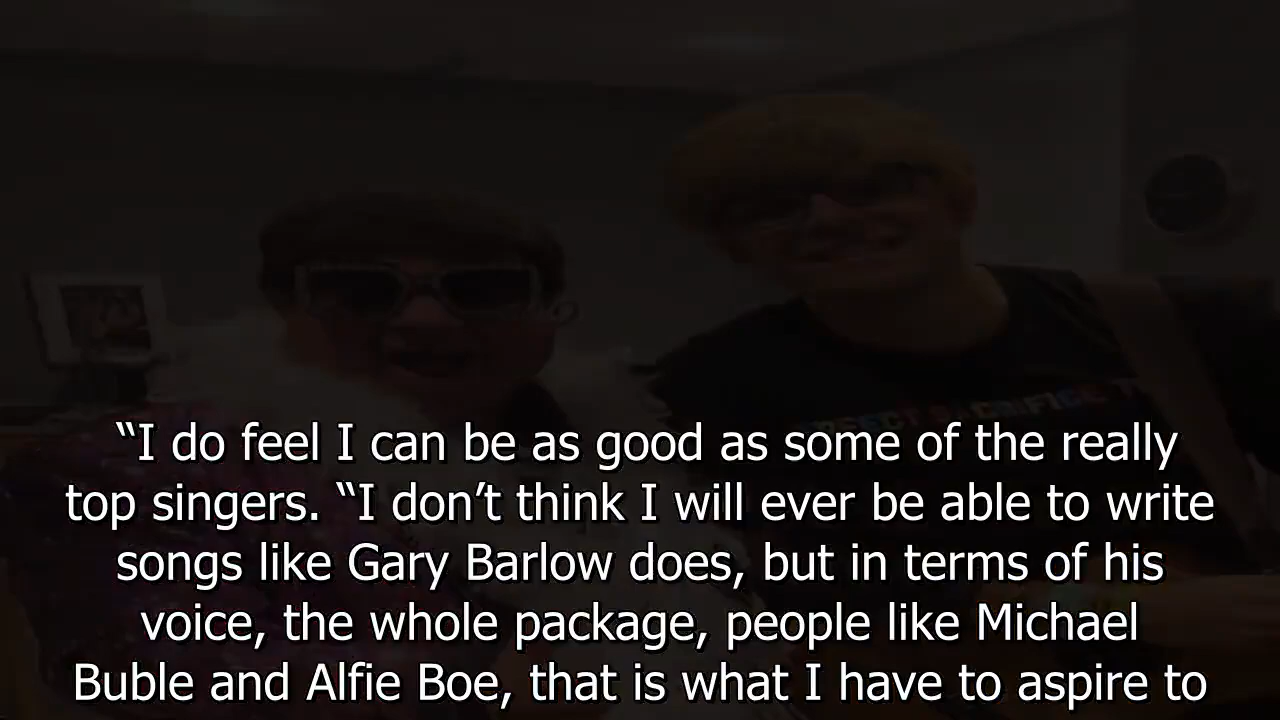 “I do feel I can be as good as some of the really
top singers. “I don’t think I will ever be able to write
songs like Gary Barlow does, but in terms of his
voice, the whole package, people like Michael
Buble and Alfie Boe, that is what I have to aspire to